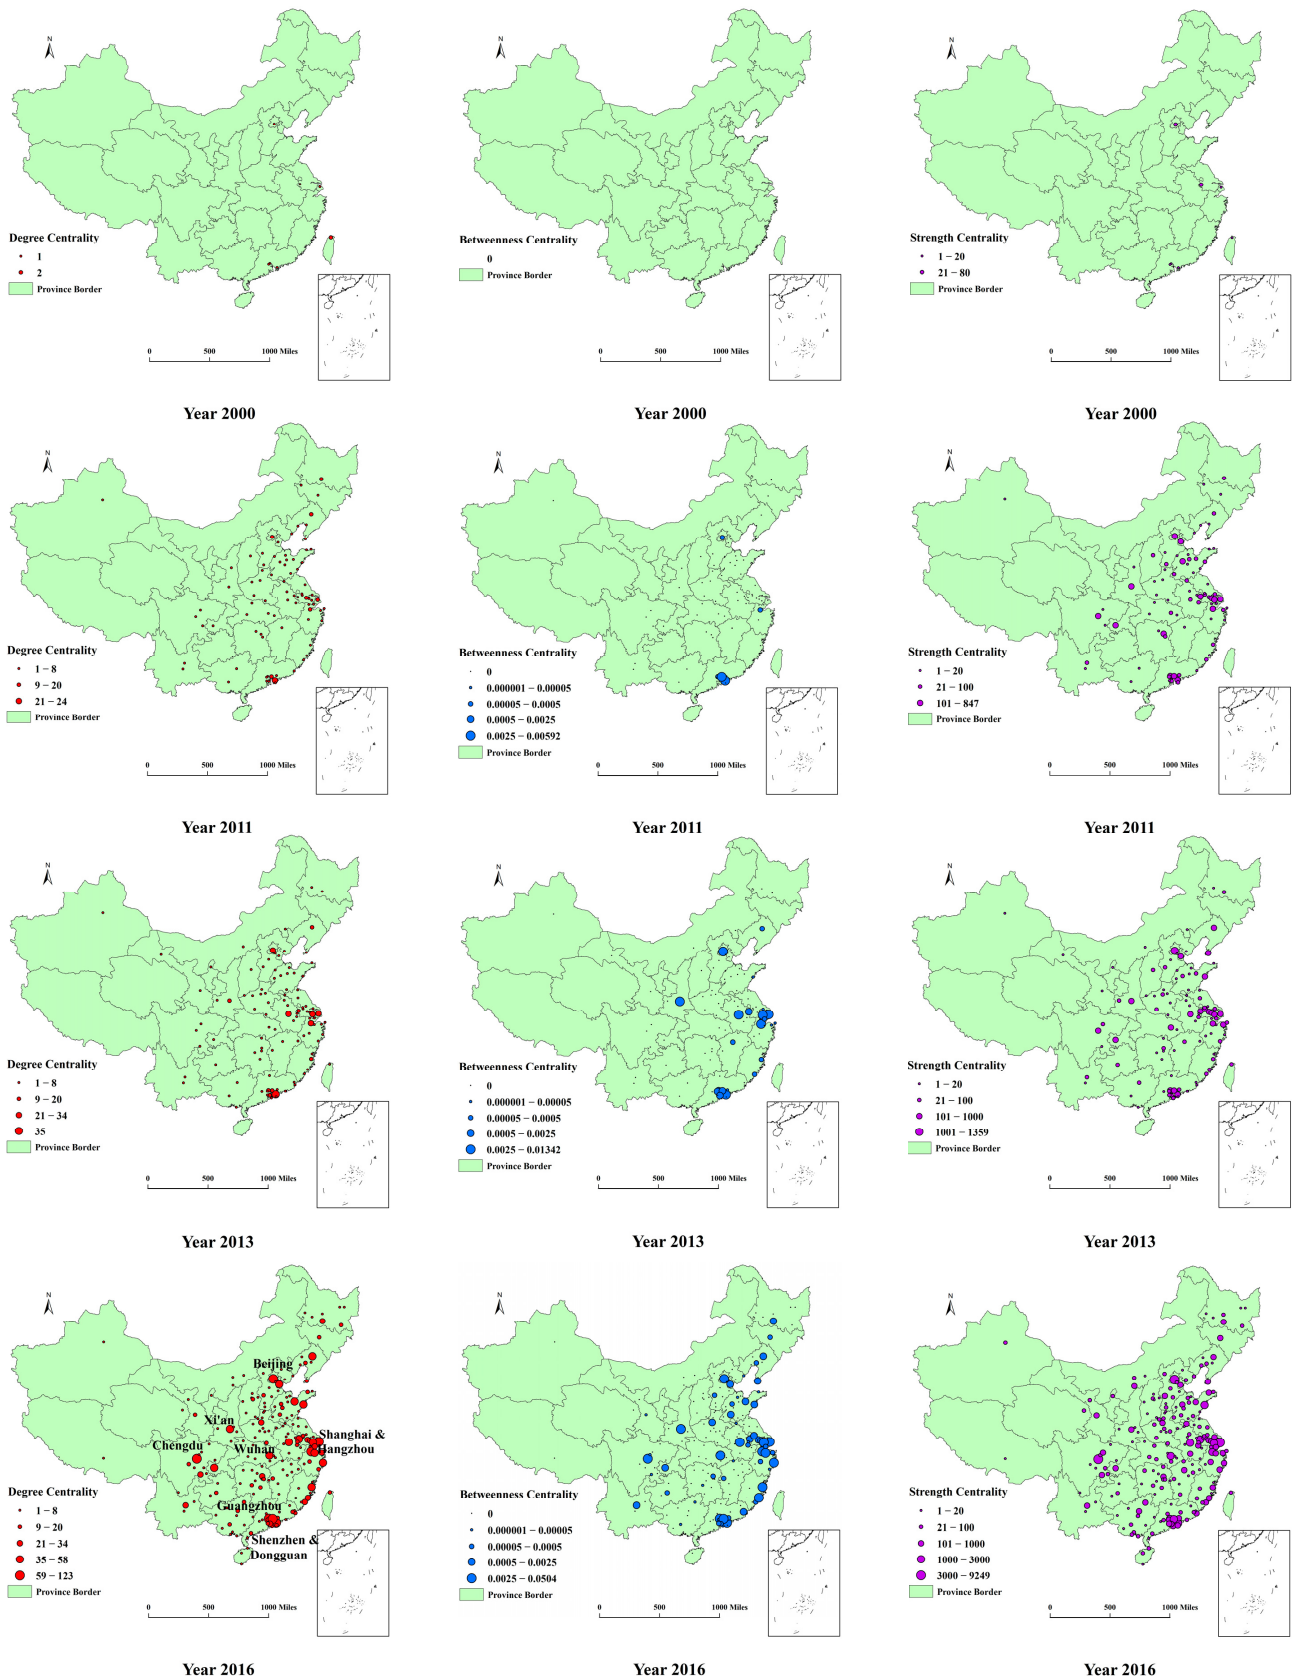 N
Degree Centrality
1
2
Province Border
0 500 1000 Miles
Year 2000
N
Betweenness Centrality
0
Province Border
0 500 1000 Miles
Year 2000
N
Strength Centrality
1 – 20
21 – 80
Province Border
0 500 1000 Miles
Year 2000
N
Degree Centrality
1 – 8
9 – 20
21 – 24
Province Border
0 500 1000 Miles
Year 2011
N
Betweenness Centrality
0
0.000001 – 0.00005
0.00005 – 0.0005
0.0005 – 0.0025
0.0025 – 0.00592
Province Border
0 500 1000 Miles
Year 2011
N
Strength Centrality
1 – 20
21 – 100
101 – 847
Province Border
0 500 1000 Miles
Year 2011
N
Degree Centrality
1 – 8
9 – 20
21 – 34
35
Province Border
0 500 1000 Miles
Year 2013
N
Betweenness Centrality
0
0.000001 – 0.00005
0.00005 – 0.0005
0.0005 – 0.0025
0.0025 – 0.01342
Province Border
0 500 1000 Miles
Year 2013
N
Strength Centrality
1 – 20
21 – 100
101 – 1000
1001 – 1359
Province Border
0 500 1000 Miles
Year 2013
N
Beijing
Xi'an
Shanghai &
Hangzhou
Chengdu
Wuhan
Guangzhou
Shenzhen &
Dongguan
Degree Centrality
1 – 8
9 – 20
21 – 34
35 – 58
59 – 123
Province Border
0 500 1000 Miles
Year 2016
N
Betweenness Centrality
0
0.000001 – 0.00005
0.00005 – 0.0005
0.0005 – 0.0025
0.0025 – 0.0504
Province Border
0 500 1000 Miles
Year 2016
N
Strength Centrality
1 – 20
21 – 100
101 – 1000
1000 – 3000
3000 – 9249
Province Border
0 500 1000 Miles
Year 2016